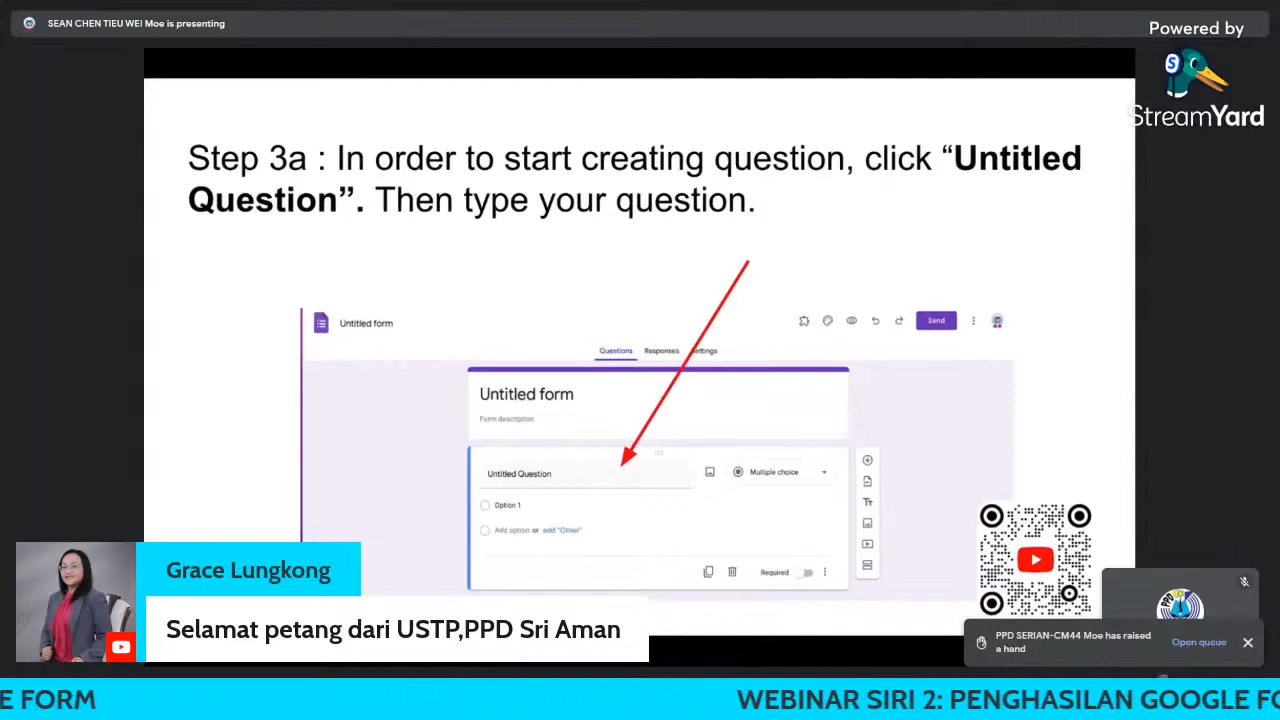 SEAN CHEN TIEU WEI Moe is presenting
Powered by
StreamYard
Step 3a : In order to start creating question, click “Untitled
Question”. Then type your question.
Untitled form
Send
Questions Responses Settings
Untitled form
Form description
Untitled Question
Multiple choice
Option 1
Add option or add "Other"
Required
Grace Lungkong
Selamat petang dari USTP,PPD Sri Aman
PPD
PPD SERIAN-CM44 Moe has raised
a hand
Open queue
E FORM
WEBINAR SIRI 2: PENGHASILAN GOOGLE FO